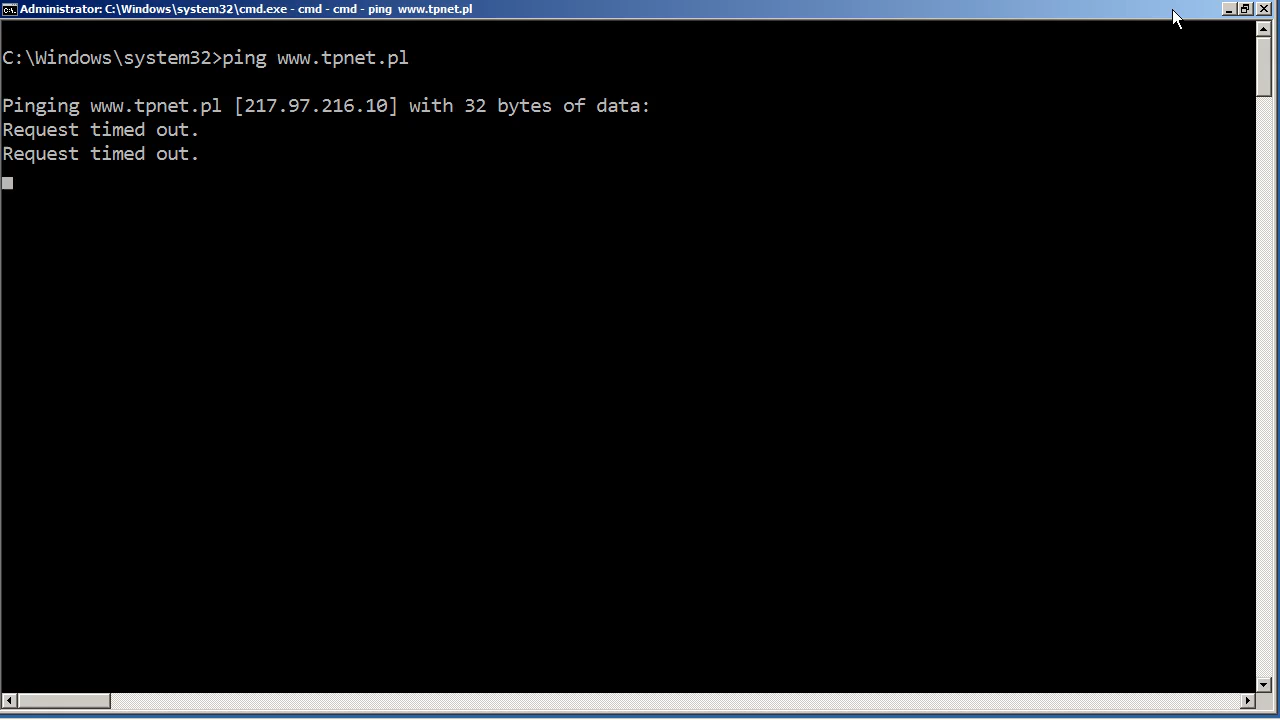 Administrator: C:\Windows\system32\cmd.exe - cmd - cmd - ping  www.tpnet.pl
C:\Windows\system32>ping www.tpnet.pl
Pinging www.tpnet.pl [217.97.216.10] with 32 bytes of data:
Request timed out.
Request timed out.